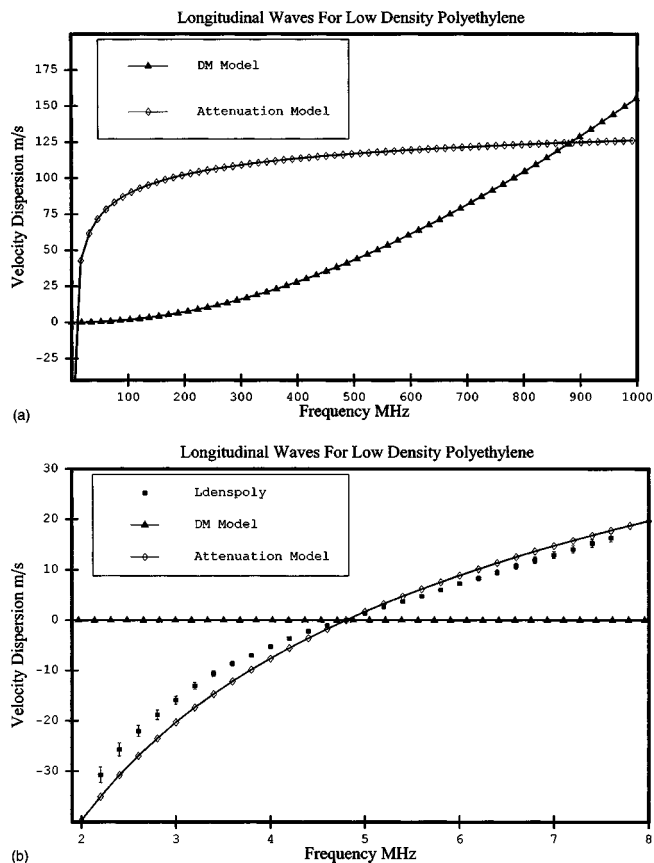 Longitudinal Waves For Low Density Polyethylene
DM Model
Attenuation Model
175
150
125
100
75
50
25
0
-25
Velocity Dispersion m/s
100 200 300 400 500 600 700 800 900 1000
Frequency MHz
(a)
Longitudinal Waves For Low Density Polyethylene
Ldenspoly
DM Model
Attenuation Model
30
20
10
0
-10
-20
-30
Velocity Dispersion m/s
2 3 4 5 6 7 8
Frequency MHz
(b)